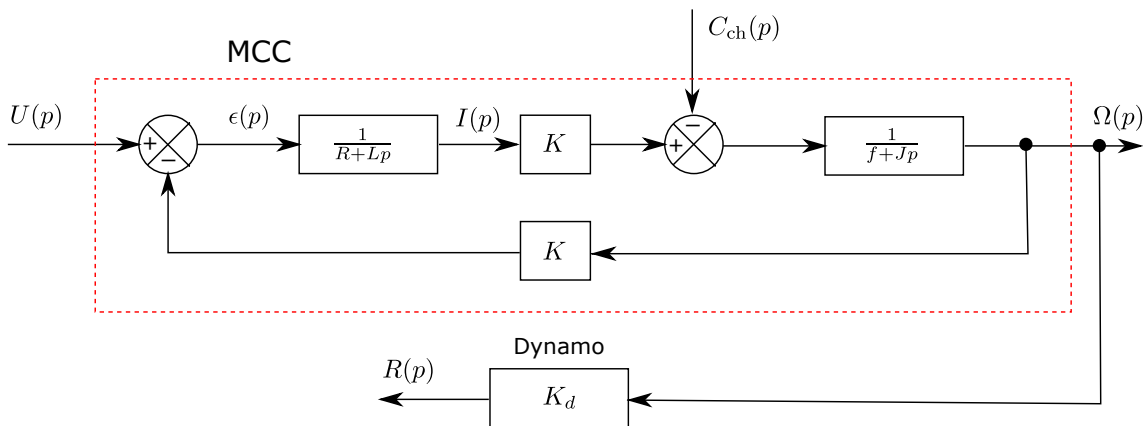 C_ch(p)
MCC
U(p)
ϵ(p)
I(p)
Ω(p)
+
−
1
R+Lp
K
−
+
1
f+Jp
K
Dynamo
R(p)
K_d